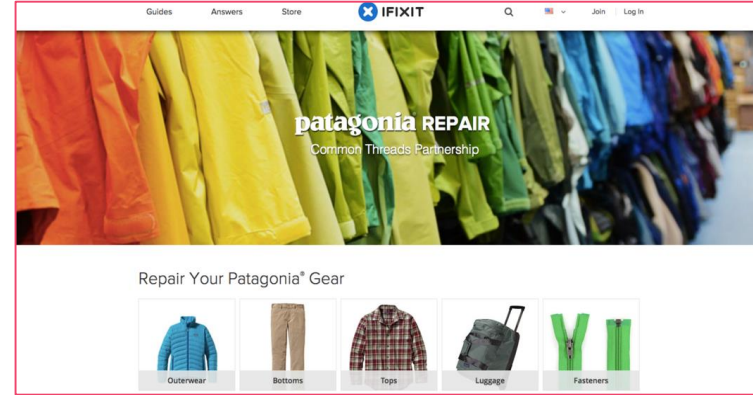 Guides Answers Store IFIXIT Join Log In
patagonia REPAIR
Common Threads Partnership
Repair Your Patagonia® Gear
Outerwear Bottoms Tops Luggage Fasteners